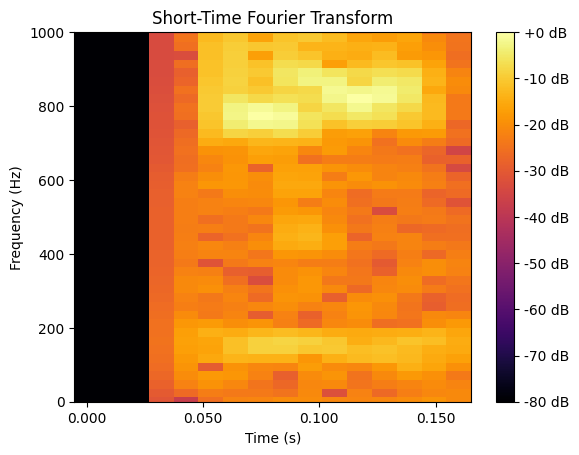 Short-Time Fourier Transform
1000
800
600
400
200
0
Frequency (Hz)
0.000
0.050
0.100
0.150
Time (s)
+0 dB
-10 dB
-20 dB
-30 dB
-40 dB
-50 dB
-60 dB
-70 dB
-80 dB